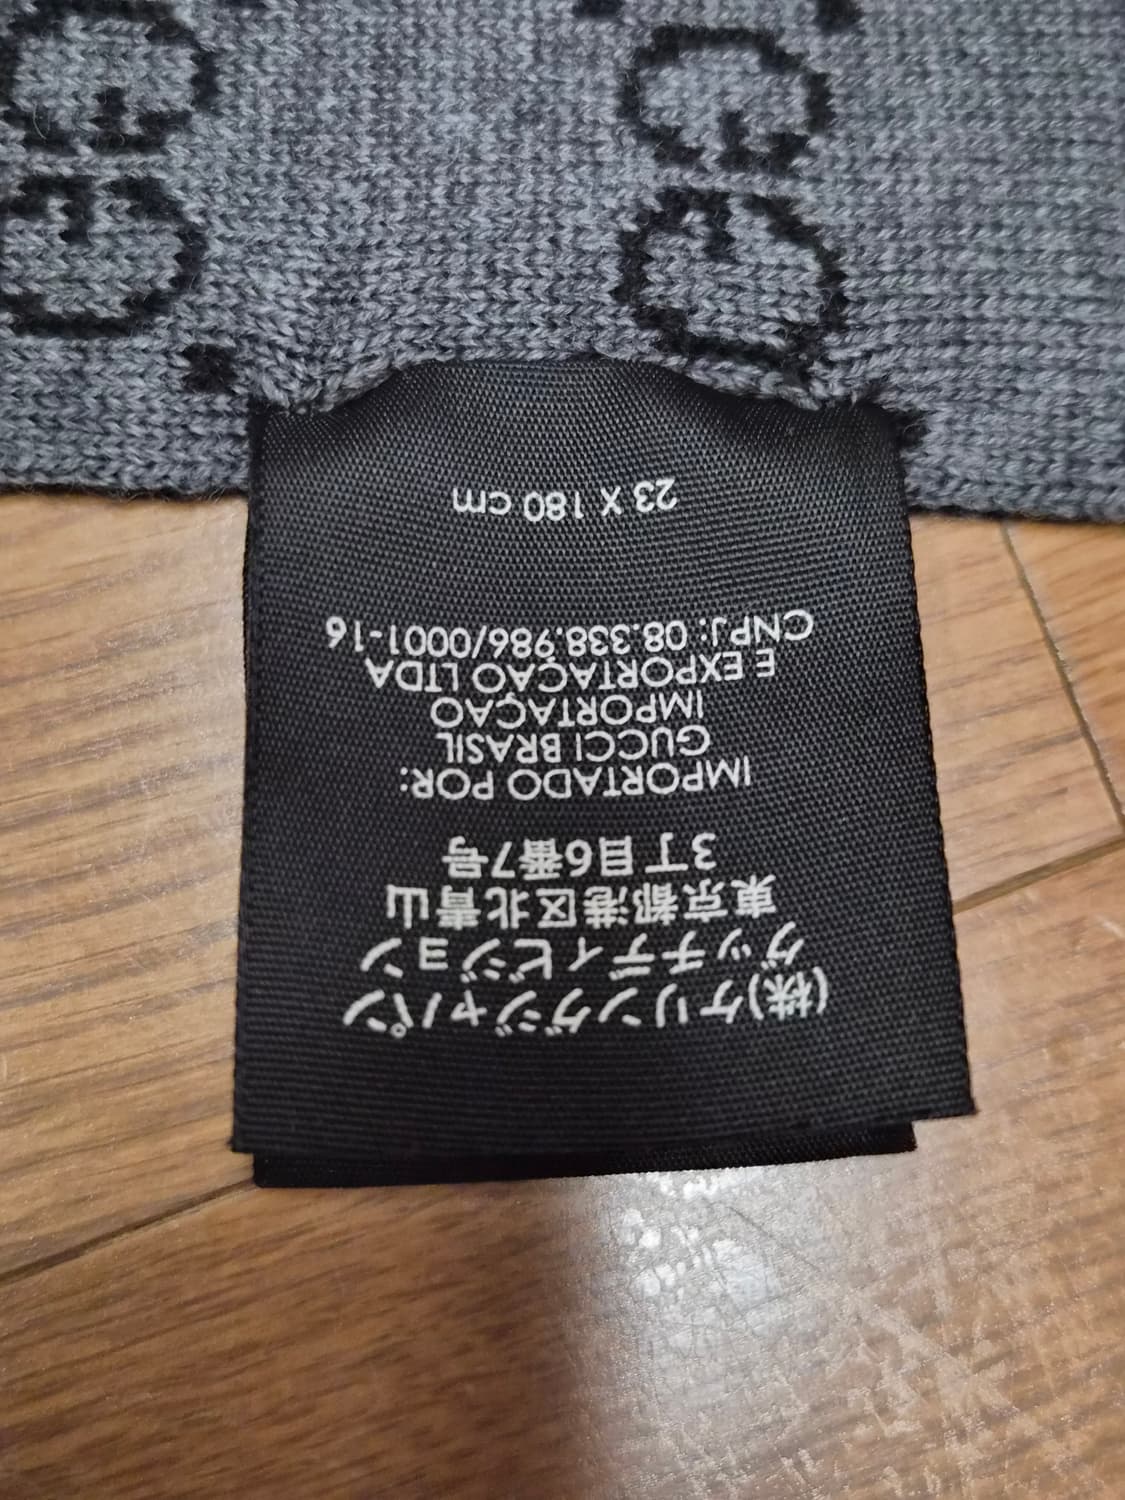 (株)ケリングジャパン
グッチディビジョン
東京都港区北青山
3丁目6番7号
IMPORTADO POR:
GUCCI BRASIL
IMPORTAÇAO
E EXPORTAÇAO LTDA
CNPJ: 08.338.986/0001-16
23 X 180 cm